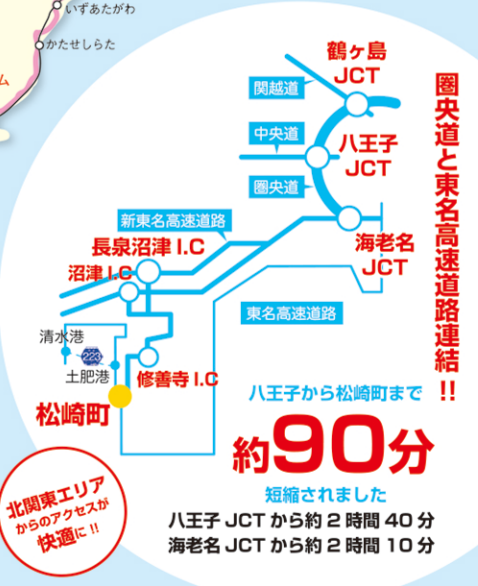 いずあたがわ
かたせしらた
ム
鶴ヶ島
JCT
関越道
中央道
八王子
JCT
圏央道
新東名高速道路
海老名
JCT
長泉沼津 I.C
沼津 I.C
東名高速道路
清水港
223
土肥港
修善寺 I.C
松崎町
圏央道と東名高速道路連結!!
八王子から松崎町まで
約90分
短縮されました
八王子 JCT から約 2 時間 40 分
海老名 JCT から約 2 時間 10 分
北関東エリア
からのアクセスが
快適に !!